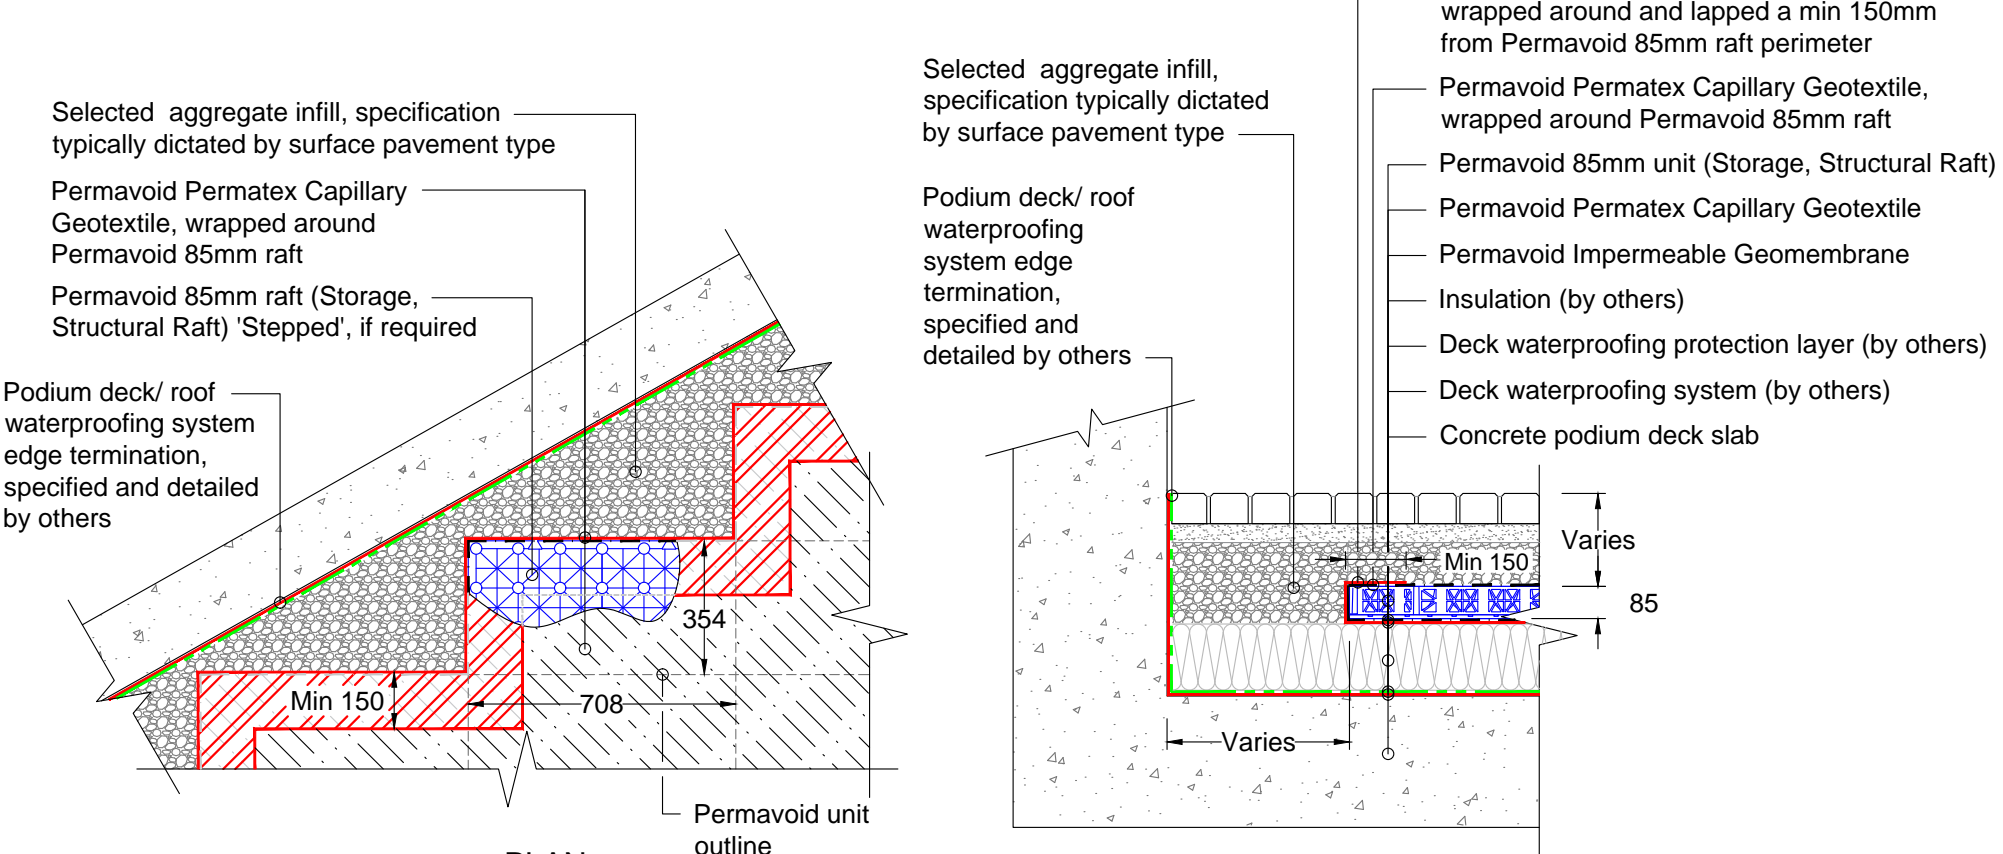 Selected aggregate infill, specification
typically dictated by surface pavement type
Permavoid Permatex Capillary
Geotextile, wrapped around
Permavoid 85mm raft
Permavoid 85mm raft (Storage,
Structural Raft) 'Stepped', if required
Podium deck/ roof
waterproofing system
edge termination,
specified and detailed
by others
354
Min 150
708
Permavoid unit
outline
PLAN
Selected aggregate infill,
specification typically dictated
by surface pavement type
Podium deck/ roof
waterproofing
system edge
termination,
specified and
detailed by others
wrapped around and lapped a min 150mm
from Permavoid 85mm raft perimeter
Permavoid Permatex Capillary Geotextile,
wrapped around Permavoid 85mm raft
Permavoid 85mm unit (Storage, Structural Raft)
Permavoid Permatex Capillary Geotextile
Permavoid Impermeable Geomembrane
Insulation (by others)
Deck waterproofing protection layer (by others)
Deck waterproofing system (by others)
Concrete podium deck slab
Varies
Min 150
85
Varies